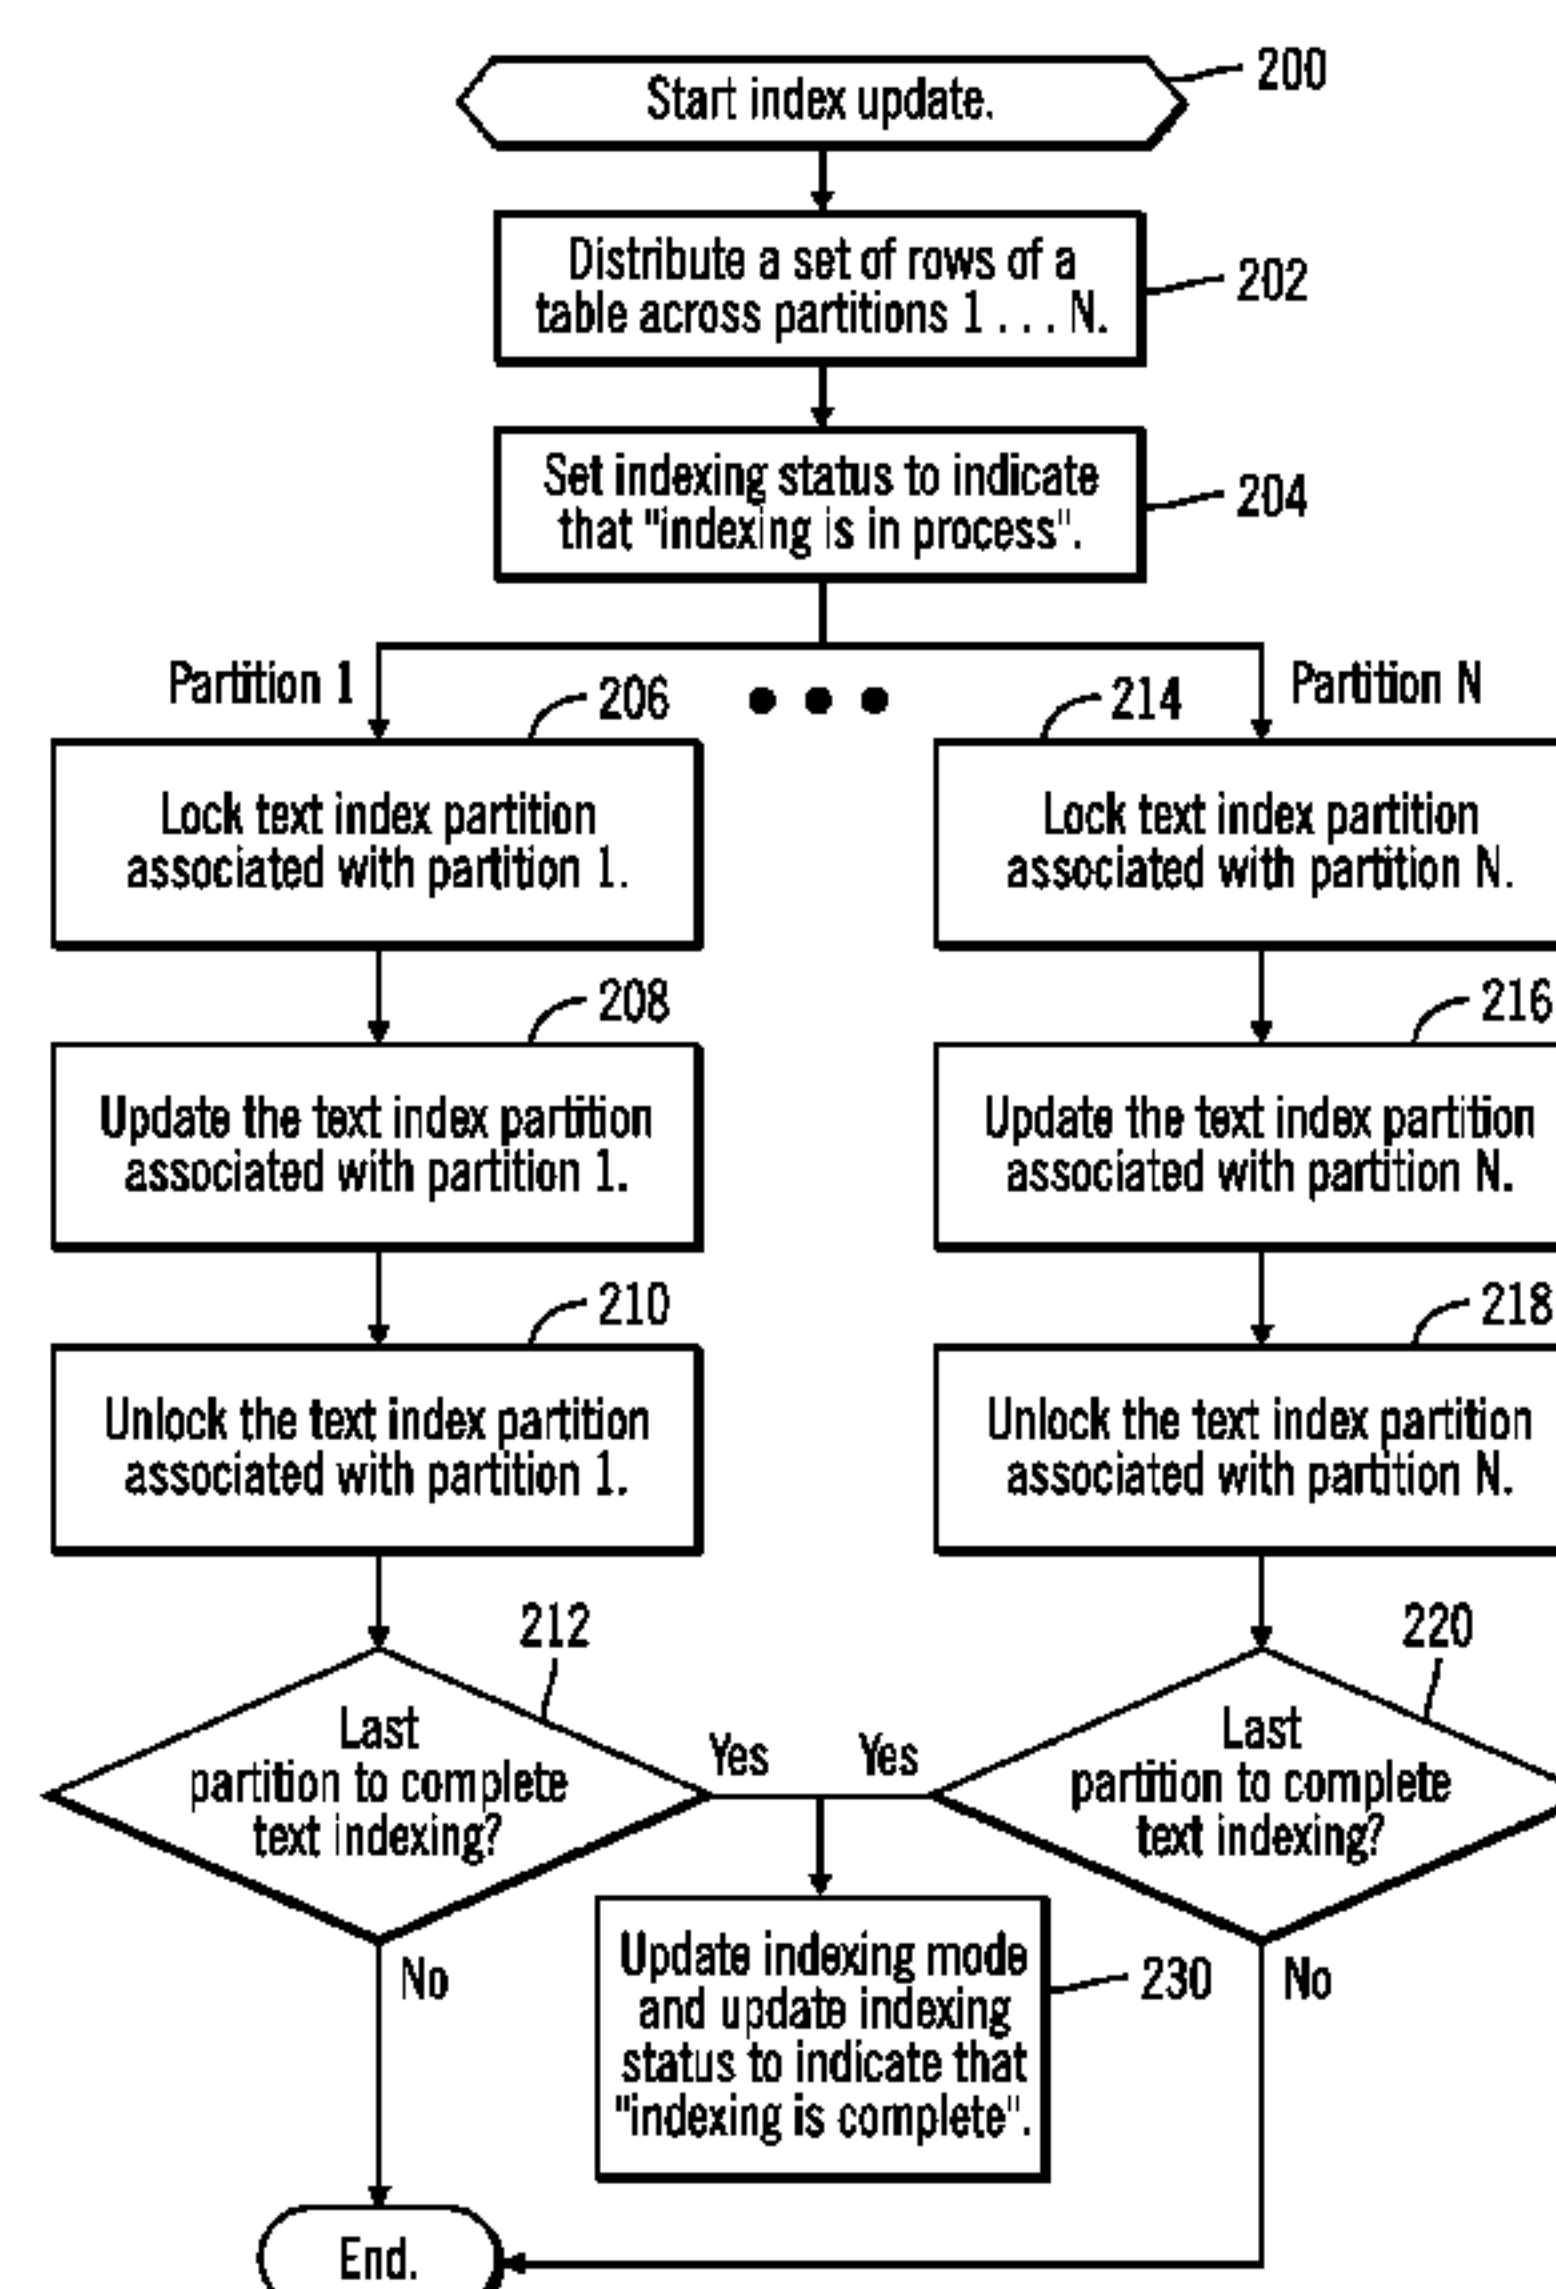 Start index update.
200
Distribute a set of rows of a
table across partitions 1 . . . N.
202
Set indexing status to indicate
that "indexing is in process".
204
Partition 1
206
214
Partition N
Lock text index partition
associated with partition 1.
Lock text index partition
associated with partition N.
208
216
Update the text index partition
associated with partition 1.
Update the text index partition
associated with partition N.
210
218
Unlock the text index partition
associated with partition 1.
Unlock the text index partition
associated with partition N.
212
220
Last
partition to complete
text indexing?
Yes
Yes
Last
partition to complete
text indexing?
No
Update indexing mode
and update indexing
status to indicate that
"indexing is complete".
230
No
End.